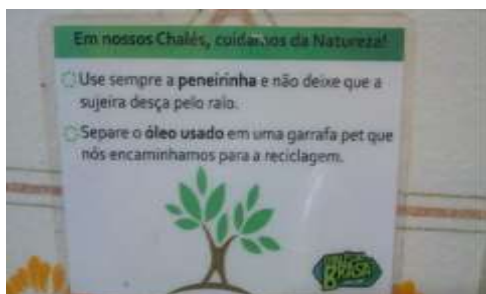 Em nossos Chalés, cuidamos da Natureza!
Use sempre a peneirinha e não deixe que a
sujeira desça pelo ralo.
Separe o óleo usado em uma garrafa pet que
nós encaminhamos para a reciclagem.
BRASA